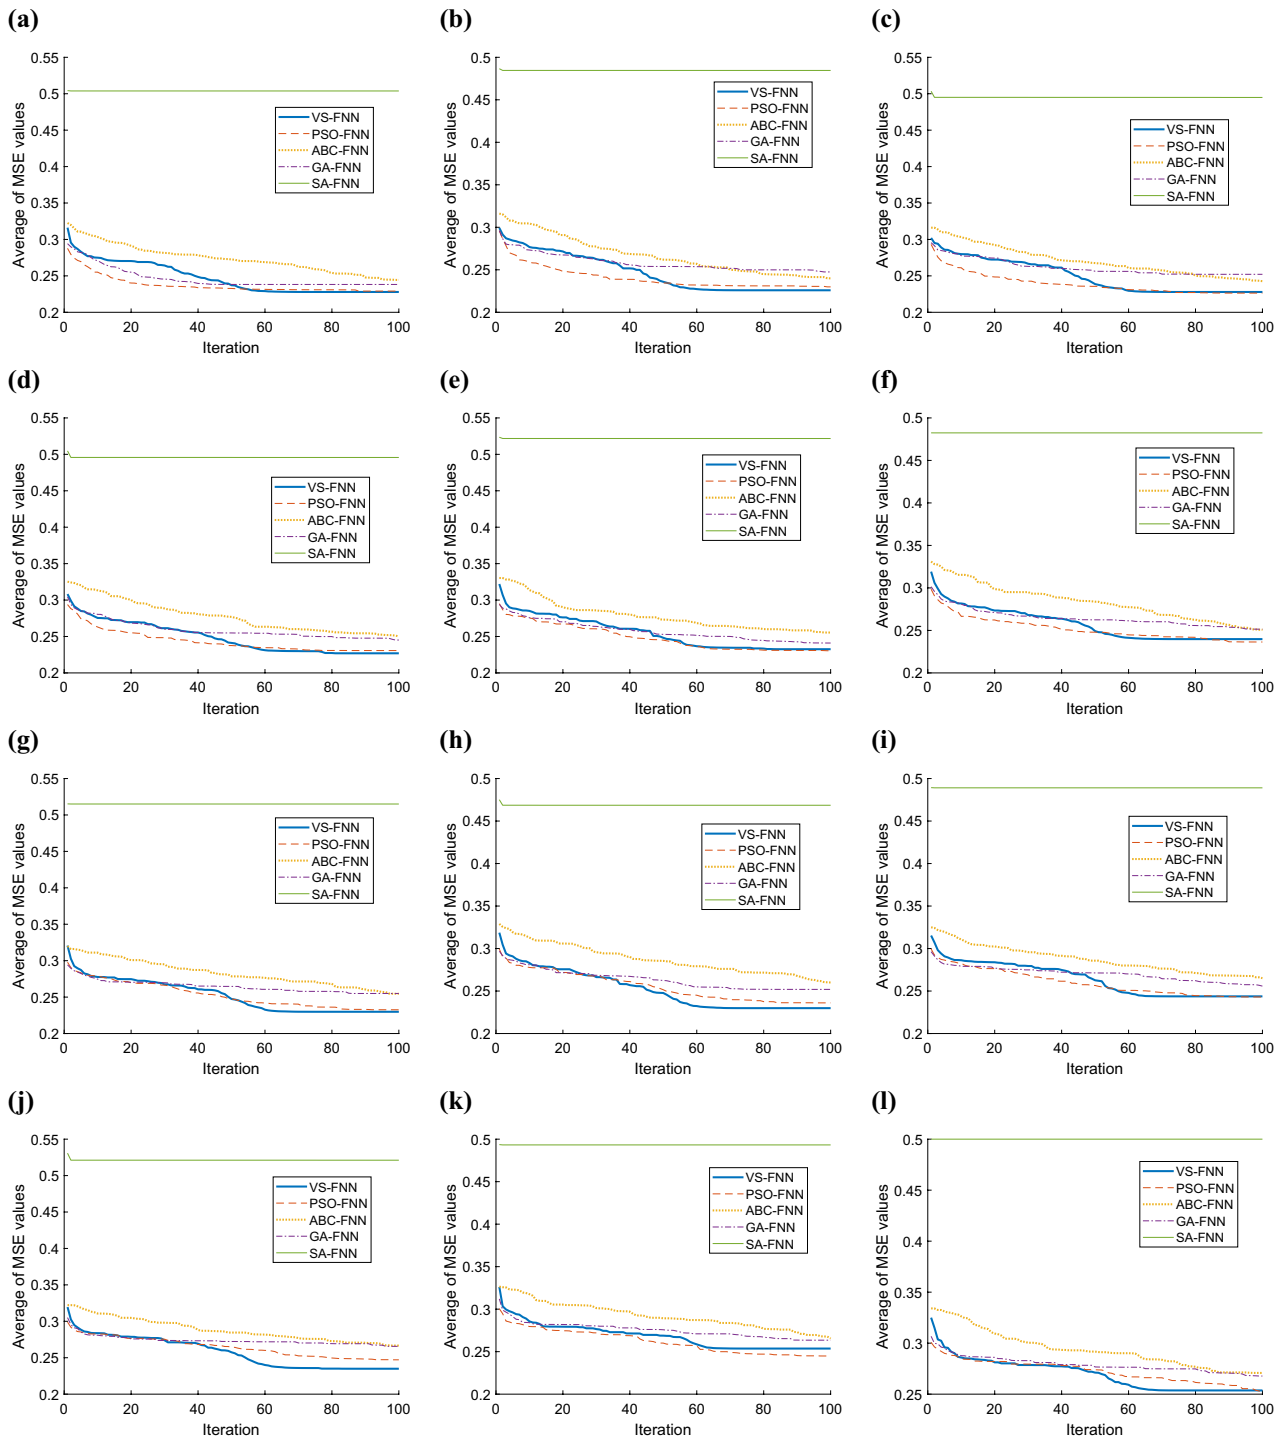 (a)
0.55
0.5
0.45
0.4
0.35
0.3
0.25
0.2
0 20 40 60 80 100
Average of MSE values
Iteration
VS-FNN
PSO-FNN
ABC-FNN
GA-FNN
SA-FNN
(b)
0.5
0.45
0.4
0.35
0.3
0.25
0.2
0 20 40 60 80 100
Average of MSE values
Iteration
VS-FNN
PSO-FNN
ABC-FNN
GA-FNN
SA-FNN
(c)
0.55
0.5
0.45
0.4
0.35
0.3
0.25
0.2
0 20 40 60 80 100
Average of MSE values
Iteration
VS-FNN
PSO-FNN
ABC-FNN
GA-FNN
SA-FNN
(d)
0.55
0.5
0.45
0.4
0.35
0.3
0.25
0.2
0 20 40 60 80 100
Average of MSE values
Iteration
VS-FNN
PSO-FNN
ABC-FNN
GA-FNN
SA-FNN
(e)
0.55
0.5
0.45
0.4
0.35
0.3
0.25
0.2
0 20 40 60 80 100
Average of MSE values
Iteration
VS-FNN
PSO-FNN
ABC-FNN
GA-FNN
SA-FNN
(f)
0.5
0.45
0.4
0.35
0.3
0.25
0.2
0 20 40 60 80 100
Average of MSE values
Iteration
VS-FNN
PSO-FNN
ABC-FNN
GA-FNN
SA-FNN
(g)
0.55
0.5
0.45
0.4
0.35
0.3
0.25
0.2
0 20 40 60 80 100
Average of MSE values
Iteration
VS-FNN
PSO-FNN
ABC-FNN
GA-FNN
SA-FNN
(h)
0.5
0.45
0.4
0.35
0.3
0.25
0.2
0 20 40 60 80 100
Average of MSE values
Iteration
VS-FNN
PSO-FNN
ABC-FNN
GA-FNN
SA-FNN
(i)
0.5
0.45
0.4
0.35
0.3
0.25
0.2
0 20 40 60 80 100
Average of MSE values
Iteration
VS-FNN
PSO-FNN
ABC-FNN
GA-FNN
SA-FNN
(j)
0.55
0.5
0.45
0.4
0.35
0.3
0.25
0.2
0 20 40 60 80 100
Average of MSE values
Iteration
VS-FNN
PSO-FNN
ABC-FNN
GA-FNN
SA-FNN
(k)
0.5
0.45
0.4
0.35
0.3
0.25
0.2
0 20 40 60 80 100
Average of MSE values
Iteration
VS-FNN
PSO-FNN
ABC-FNN
GA-FNN
SA-FNN
(l)
0.5
0.45
0.4
0.35
0.3
0.25
0 20 40 60 80 100
Average of MSE values
Iteration
VS-FNN
PSO-FNN
ABC-FNN
GA-FNN
SA-FNN